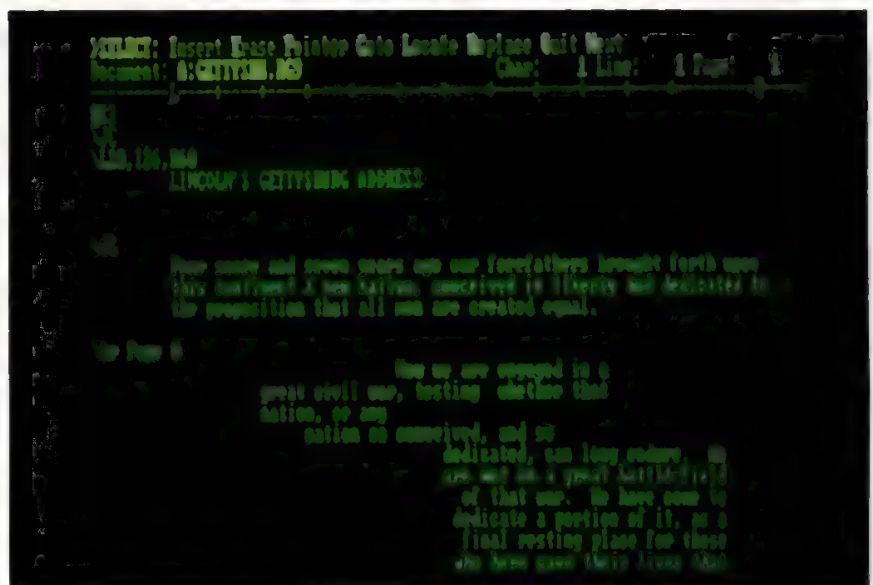 >SELECT: Insert Erase Pointer Goto Locate Replace Quit Next
Document: A:GETTYSBU.DC9 Char: 1 Line: 1 Page: 1
LINCOLN'S GETTYSBURG ADDRESS
Four score and seven years ago our forefathers brought forth upon
this continent a new nation, conceived in liberty and dedicated to
the proposition that all men are created equal.
Now we are engaged in a
great civil war, testing whether that
nation, or any
nation so conceived, and so
dedicated, can long endure. We
are met on a great battlefield
of that war. We have come to
dedicate a portion of it, as a
final resting place for those
who here gave their lives that